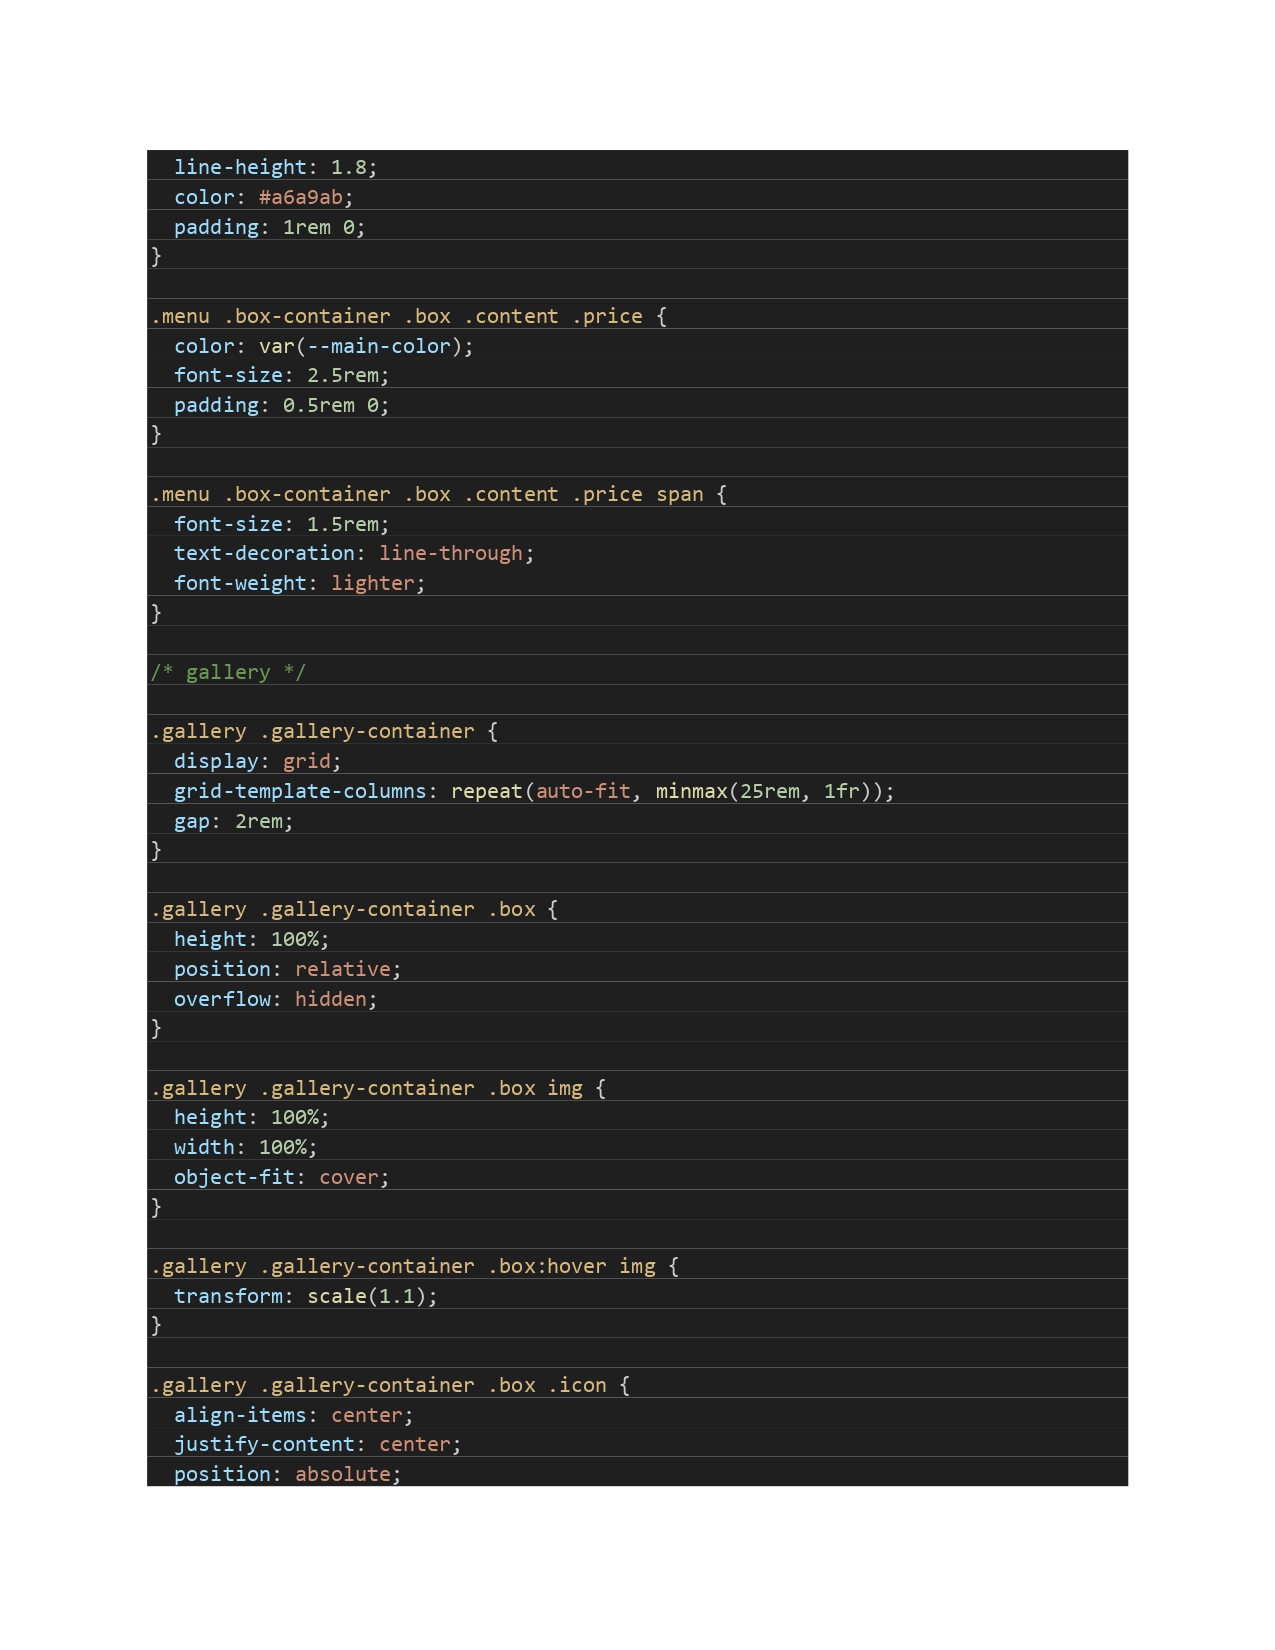 line-height: 1.8;
  color: #a6a9ab;
  padding: 1rem 0;
}

.menu .box-container .box .content .price {
  color: var(--main-color);
  font-size: 2.5rem;
  padding: 0.5rem 0;
}

.menu .box-container .box .content .price span {
  font-size: 1.5rem;
  text-decoration: line-through;
  font-weight: lighter;
}

/* gallery */

.gallery .gallery-container {
  display: grid;
  grid-template-columns: repeat(auto-fit, minmax(25rem, 1fr));
  gap: 2rem;
}

.gallery .gallery-container .box {
  height: 100%;
  position: relative;
  overflow: hidden;
}

.gallery .gallery-container .box img {
  height: 100%;
  width: 100%;
  object-fit: cover;
}

.gallery .gallery-container .box:hover img {
  transform: scale(1.1);
}

.gallery .gallery-container .box .icon {
  align-items: center;
  justify-content: center;
  position: absolute;